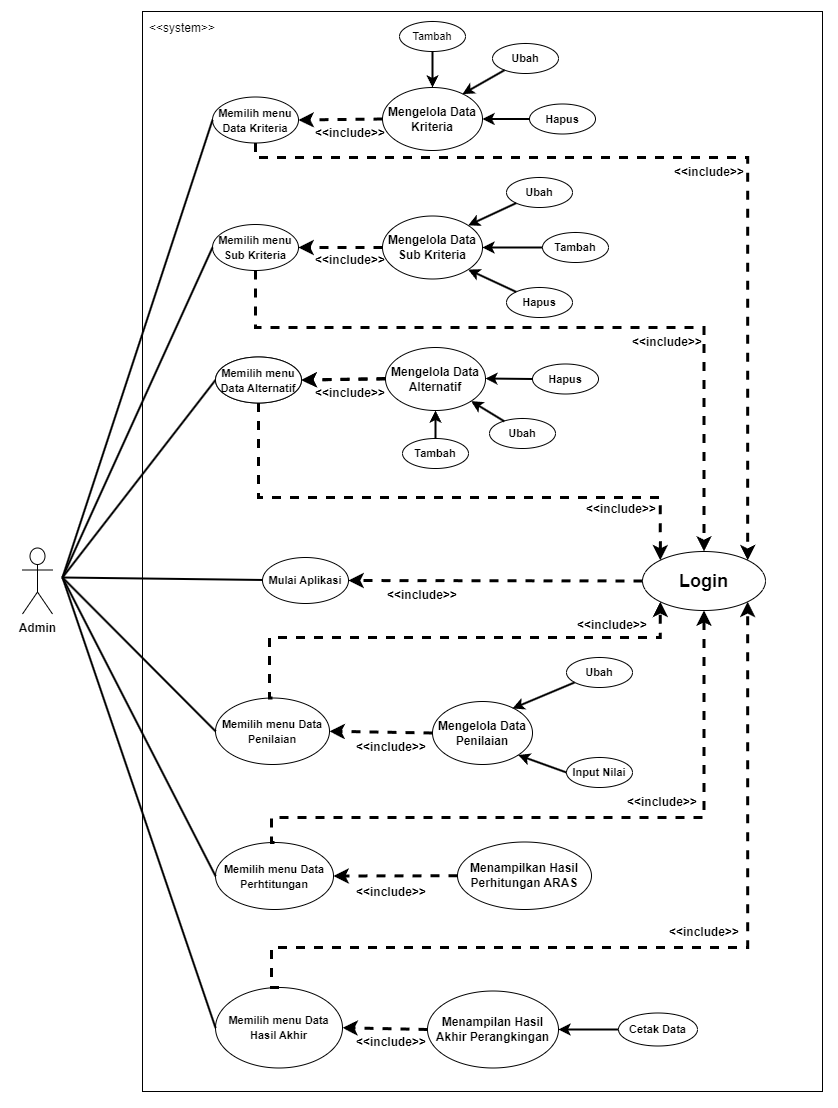 <<system>>
Tambah
Ubah
Mengelola Data
Kriteria
Hapus
Memilih menu
Data Kriteria
<<include>>
<<include>>
Ubah
Memilih menu
Sub Kriteria
<<include>>
Mengelola Data
Sub Kriteria
Tambah
Hapus
<<include>>
Memilih menu
Data Alternatif
<<include>>
Mengelola Data
Alternatif
Hapus
Ubah
Tambah
<<include>>
Admin
Mulai Aplikasi
<<include>>
Login
<<include>>
Ubah
Memilih menu Data
Penilaian
<<include>>
Mengelola Data
Penilaian
Input Nilai
<<include>>
Memilih menu Data
Perhtitungan
<<include>>
Menampilkan Hasil
Perhitungan ARAS
<<include>>
Memilih menu Data
Hasil Akhir
<<include>>
Menampilan Hasil
Akhir Perangkingan
Cetak Data